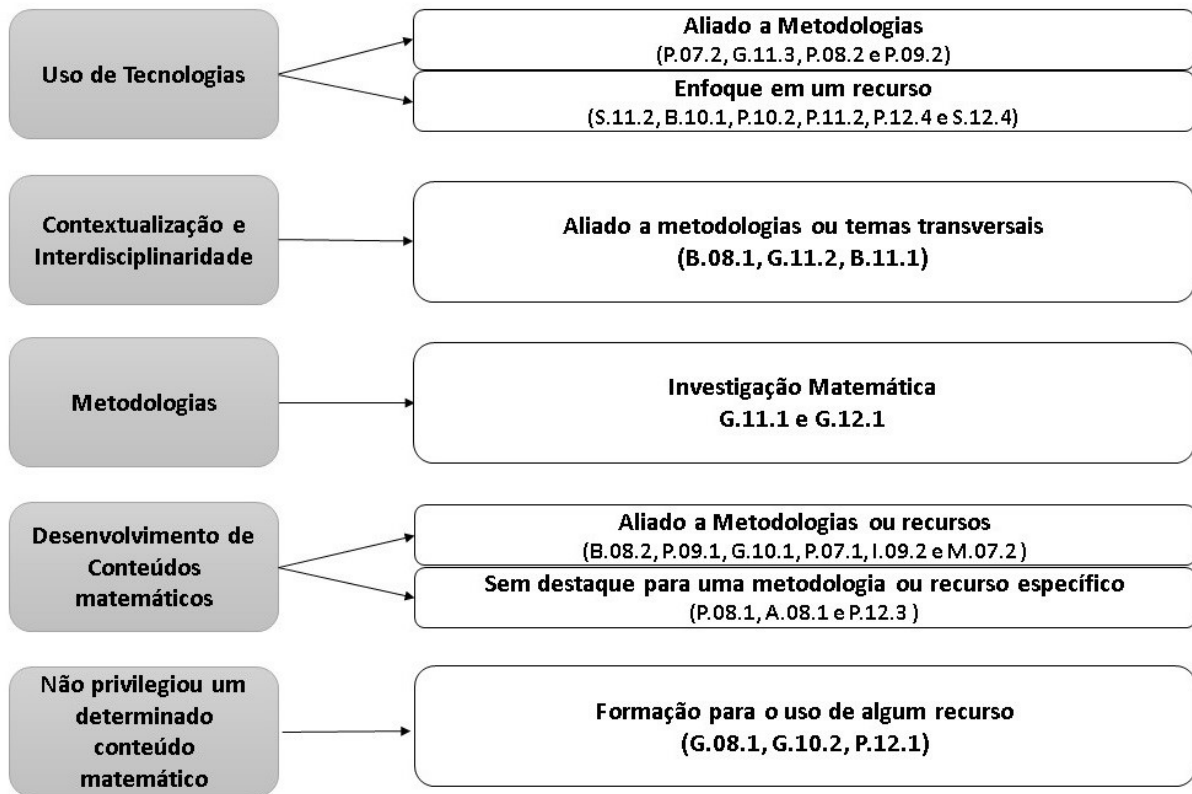 Uso de Tecnologias
Aliado a Metodologias
(P.07.2, G.11.3, P.08.2 e P.09.2)
Enfoque em um recurso
(S.11.2, B.10.1, P.10.2, P.11.2, P.12.4 e S.12.4)
Contextualização e
Interdisciplinaridade
Aliado a metodologias ou temas transversais
(B.08.1, G.11.2, B.11.1)
Metodologias
Investigação Matemática
G.11.1 e G.12.1
Desenvolvimento de
Conteúdos
matemáticos
Aliado a Metodologias ou recursos
(B.08.2, P.09.1, G.10.1, P.07.1, I.09.2 e M.07.2 )
Sem destaque para uma metodologia ou recurso específico
(P.08.1, A.08.1 e P.12.3 )
Não privilegiou um
determinado
conteúdo
matemático
Formação para o uso de algum recurso
(G.08.1, G.10.2, P.12.1)